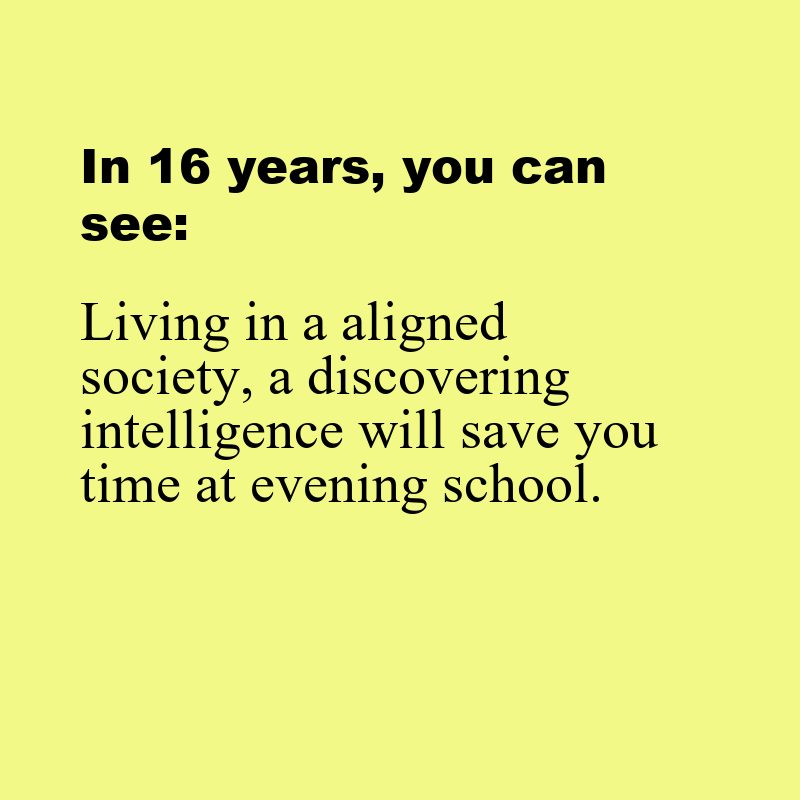 In 16 years, you can
see:
Living in a aligned
society, a discovering
intelligence will save you
time at evening school.